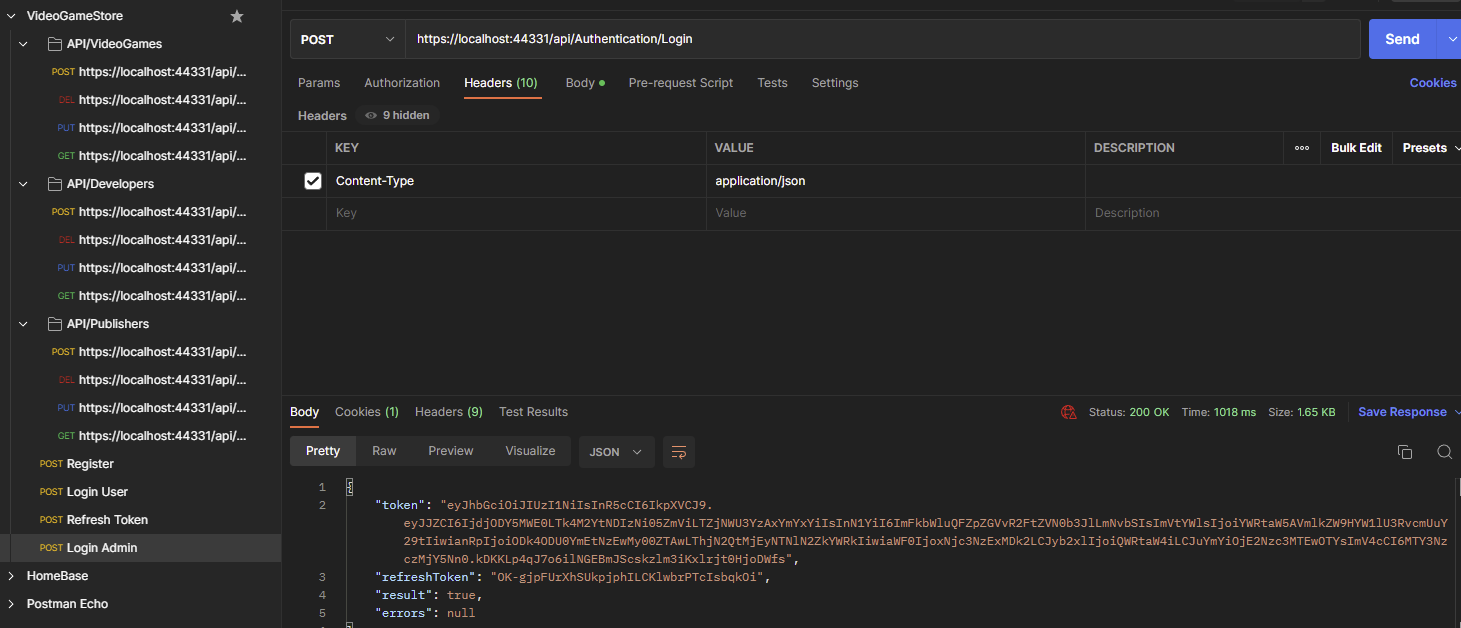 VideoGameStore
API/VideoGames
POST https://localhost:44331/api/...
DEL https://localhost:44331/api/...
PUT https://localhost:44331/api/...
GET https://localhost:44331/api/...
API/Developers
POST https://localhost:44331/api/...
DEL https://localhost:44331/api/...
PUT https://localhost:44331/api/...
GET https://localhost:44331/api/...
API/Publishers
POST https://localhost:44331/api/...
DEL https://localhost:44331/api/...
PUT https://localhost:44331/api/...
GET https://localhost:44331/api/...
POST Register
POST Login User
POST Refresh Token
POST Login Admin
HomeBase
Postman Echo
POST https://localhost:44331/api/Authentication/Login Send
Params Authorization Headers (10) Body Pre-request Script Tests Settings Cookies
Headers 9 hidden
KEY VALUE DESCRIPTION ooo Bulk Edit Presets
Content-Type application/json
Key Value Description
Body Cookies (1) Headers (9) Test Results Status: 200 OK Time: 1018 ms Size: 1.65 KB Save Response
Pretty Raw Preview Visualize JSON
1 {
2 "token": "eyJhbGciOiJIUzI1NiIsInR5cCI6IkpXVCJ9.
eyJJZCI6IjdjODY5MWE0LTk4M2YtNDIzNi05ZmViLTZjNWU3YzAxYmYxYiIsInN1YiI6ImFkbWluQFZpZGVvR2FtZVN0b3JlLmNvbSIsImVtYWlsIjoiYWRtaW5AVmlkZW9HYW1lU3RvcmUuY
29tIiwianRpIjoiODk4ODU0YmEtNzEwMy00ZTAwLThjN2QtMjEyNTNlN2ZkYWRkIiwiaWF0IjoxNjc3NzExMDk2LCJyb2xlIjoiQWRtaW4iLCJuYmYiOjE2Nzc3MTEwOTYsImV4cCI6MTY3Nz
czMjY5Nn0.kDKKLp4qJ7o6ilNGEBmJScskzlm3iKxlrjt0HjoDWfs",
3 "refreshToken": "OK-gjpFUrXhSUkpjphILCKlwbrPTcIsbqkOi",
4 "result": true,
5 "errors": null